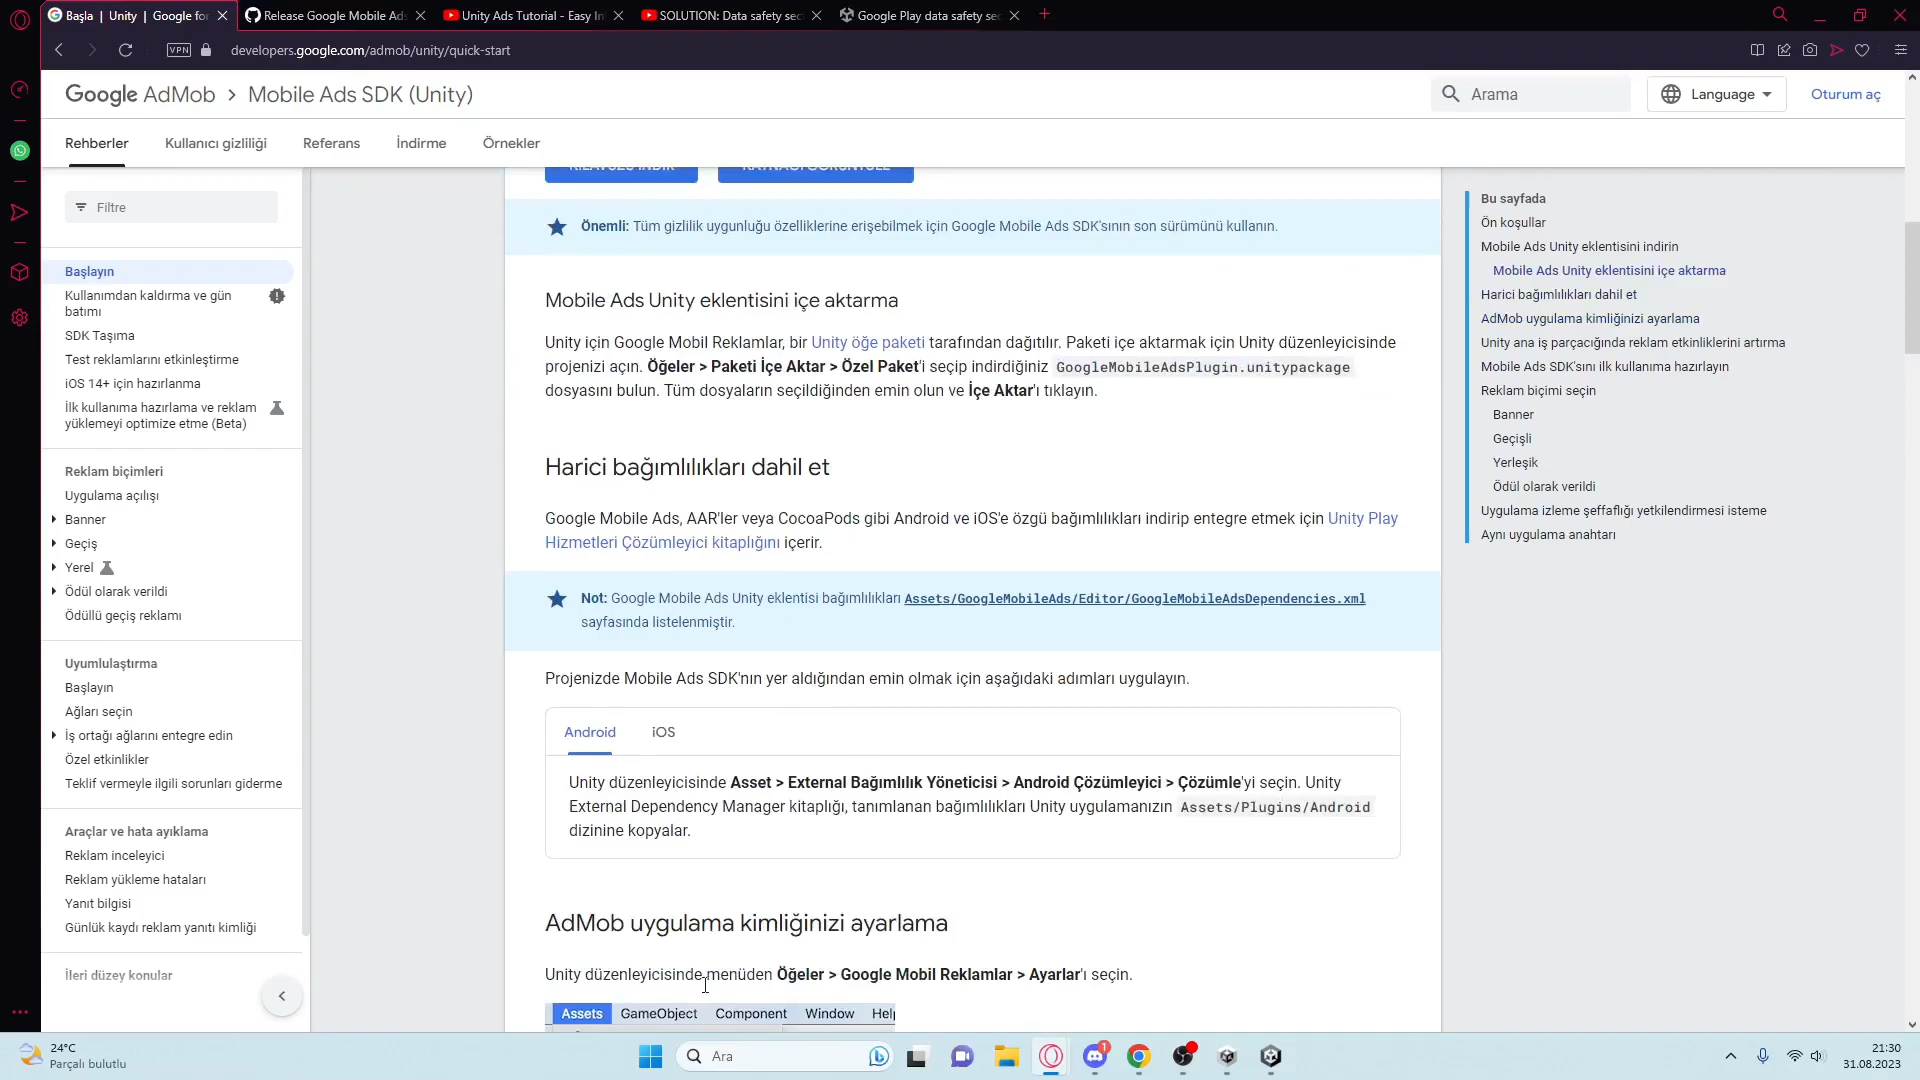 Başla | Unity | Google for
Release Google Mobile Ads
Unity Ads Tutorial - Easy In
SOLUTION: Data safety sec
Google Play data safety sec
VPN
developers.google.com/admob/unity/quick-start
Google AdMob > Mobile Ads SDK (Unity)
Arama
Language
Oturum aç
Rehberler
Kullanıcı gizliliği
Referans
İndirme
Örnekler
Filtre
Başlayın
Kullanımdan kaldırma ve gün
batımı
SDK Taşıma
Test reklamlarını etkinleştirme
iOS 14+ için hazırlanma
İlk kullanıma hazırlama ve reklam
yüklemeyi optimize etme (Beta)
Reklam biçimleri
Uygulama açılışı
Banner
Geçiş
Yerel
Ödül olarak verildi
Ödüllü geçiş reklamı
Uyumlulaştırma
Başlayın
Ağları seçin
İş ortağı ağlarını entegre edin
Özel etkinlikler
Teklif vermeyle ilgili sorunları giderme
Araçlar ve hata ayıklama
Reklam inceleyici
Reklam yükleme hataları
Yanıt bilgisi
Günlük kaydı reklam yanıtı kimliği
İleri düzey konular
KILAVUZU İNDİR
KAYNAĞI GÖRÜNTÜLE
Önemli: Tüm gizlilik uygunluğu özelliklerine erişebilmek için Google Mobile Ads SDK'sının son sürümünü kullanın.
Mobile Ads Unity eklentisini içe aktarma
Unity için Google Mobil Reklamlar, bir Unity öğe paketi tarafından dağıtılır. Paketi içe aktarmak için Unity düzenleyicisinde
projenizi açın. Öğeler > Paketi İçe Aktar > Özel Paket'i seçip indirdiğiniz GoogleMobileAdsPlugin.unitypackage
dosyasını bulun. Tüm dosyaların seçildiğinden emin olun ve İçe Aktar'ı tıklayın.
Harici bağımlılıkları dahil et
Google Mobile Ads, AAR'ler veya CocoaPods gibi Android ve iOS'e özgü bağımlılıkları indirip entegre etmek için Unity Play
Hizmetleri Çözümleyici kitaplığını içerir.
Not: Google Mobile Ads Unity eklentisi bağımlılıkları Assets/GoogleMobileAds/Editor/GoogleMobileAdsDependencies.xml
sayfasında listelenmiştir.
Projenizde Mobile Ads SDK'nın yer aldığından emin olmak için aşağıdaki adımları uygulayın.
Android
iOS
Unity düzenleyicisinde Asset > External Bağımlılık Yöneticisi > Android Çözümleyici > Çözümle'yi seçin. Unity
External Dependency Manager kitaplığı, tanımlanan bağımlılıkları Unity uygulamanızın Assets/Plugins/Android
dizinine kopyalar.
AdMob uygulama kimliğinizi ayarlama
Unity düzenleyicisinde menüden Öğeler > Google Mobil Reklamlar > Ayarlar'ı seçin.
Assets GameObject Component Window Help
Bu sayfada
Ön koşullar
Mobile Ads Unity eklentisini indirin
Mobile Ads Unity eklentisini içe aktarma
Harici bağımlılıkları dahil et
AdMob uygulama kimliğinizi ayarlama
Unity ana iş parçacığında reklam etkinliklerini artırma
Mobile Ads SDK'sını ilk kullanıma hazırlayın
Reklam biçimi seçin
Banner
Geçişli
Yerleşik
Ödül olarak verildi
Uygulama izleme şeffaflığı yetkilendirmesi isteme
Aynı uygulama anahtarı
24°C
Parçalı bulutlu
Ara
1
21:30
31.08.2023